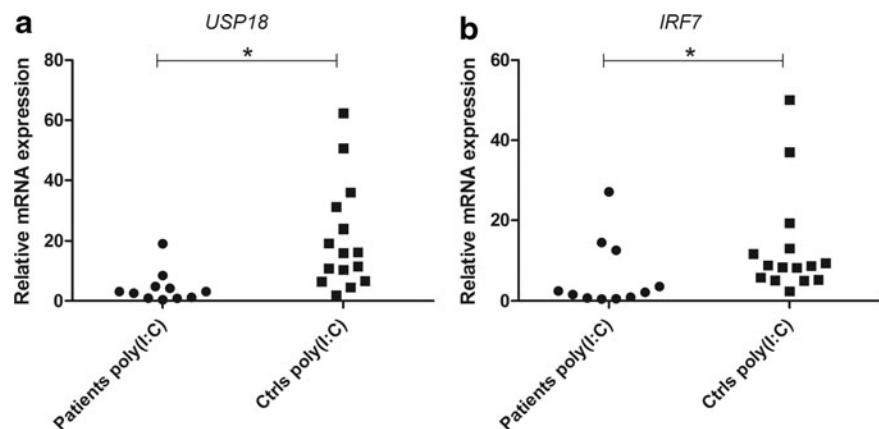 a
USP18
*
Relative mRNA expression
80
60
40
20
0
Patients poly(I:C)
Ctrls poly(I:C)
b
IRF7
*
Relative mRNA expression
60
40
20
0
Patients poly(I:C)
Ctrls poly(I:C)